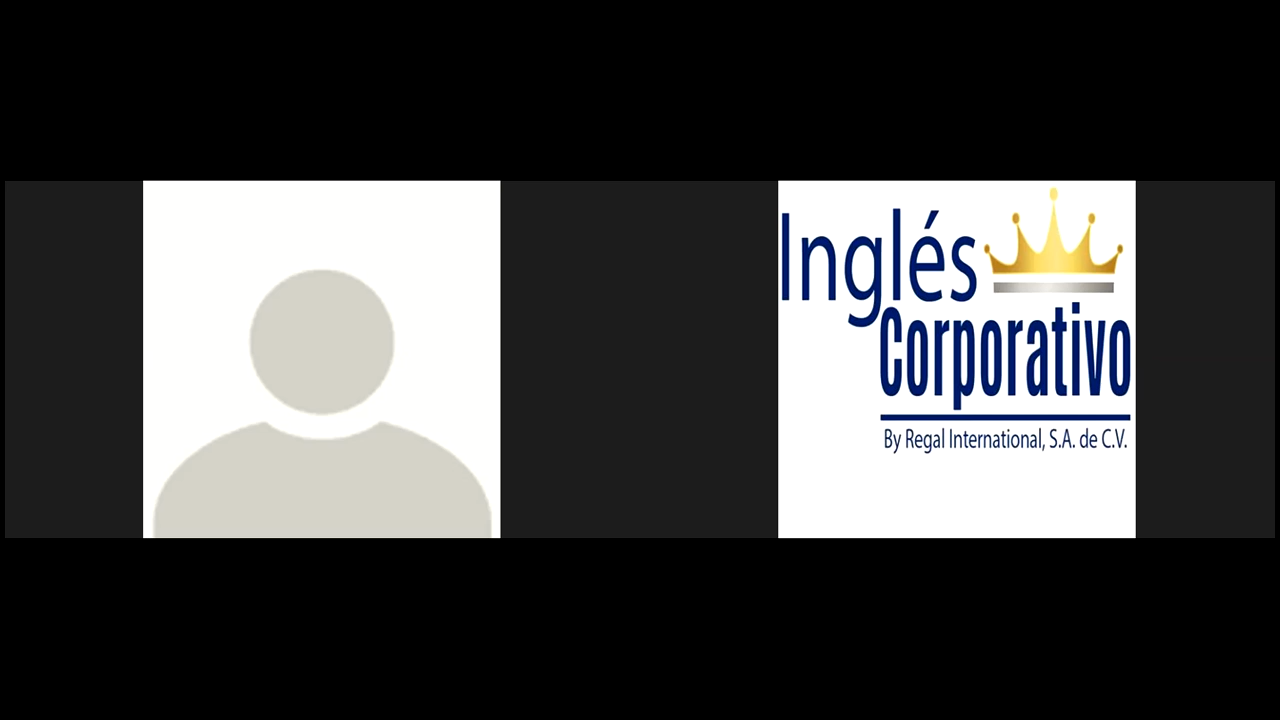 Inglés
Corporativo
By Regal International, S.A. de C.V.